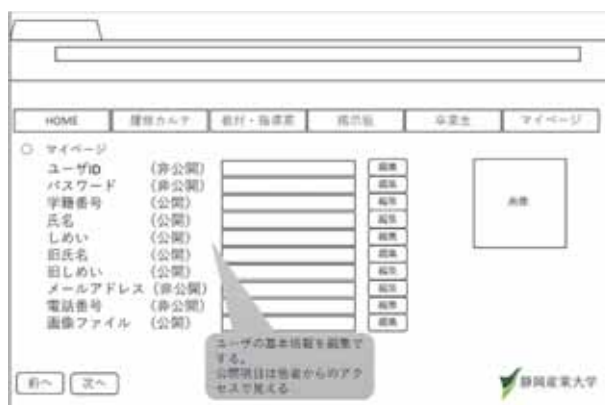 HOME 履修カルテ 教材・指導案 掲示板 卒業生 マイページ
○ マイページ
ユーザID (非公開) 編集
パスワード (非公開) 編集
学籍番号 (公開) 編集
氏名 (公開) 編集
しめい (公開) 編集
旧氏名 (公開) 編集
旧しめい (公開) 編集
メールアドレス (非公開) 編集
電話番号 (非公開) 編集
画像ファイル (公開) 編集
画像
ユーザの基本情報を編集で
する。
公開項目は他者からのアク
セスで見える
前へ 次へ
静岡産業大学